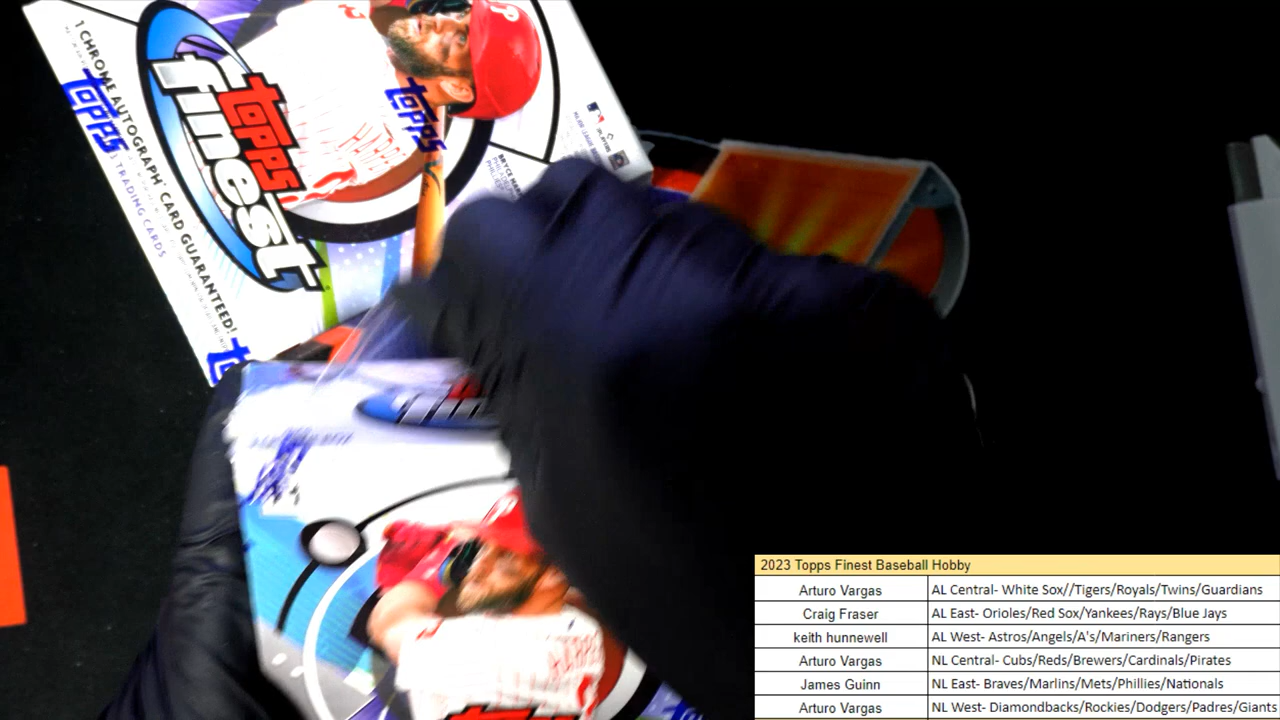 topps
finest
1 CHROME AUTOGRAPH CARD GUARANTEED!
TRADING CARDS
topps
topps
HARPER
2023 Topps Finest Baseball Hobby
Arturo Vargas AL Central- White Sox//Tigers/Royals/Twins/Guardians
Craig Fraser AL East- Orioles/Red Sox/Yankees/Rays/Blue Jays
keith hunnewell AL West- Astros/Angels/A's/Mariners/Rangers
Arturo Vargas NL Central- Cubs/Reds/Brewers/Cardinals/Pirates
James Guinn NL East- Braves/Marlins/Mets/Phillies/Nationals
Arturo Vargas NL West- Diamondbacks/Rockies/Dodgers/Padres/Giants